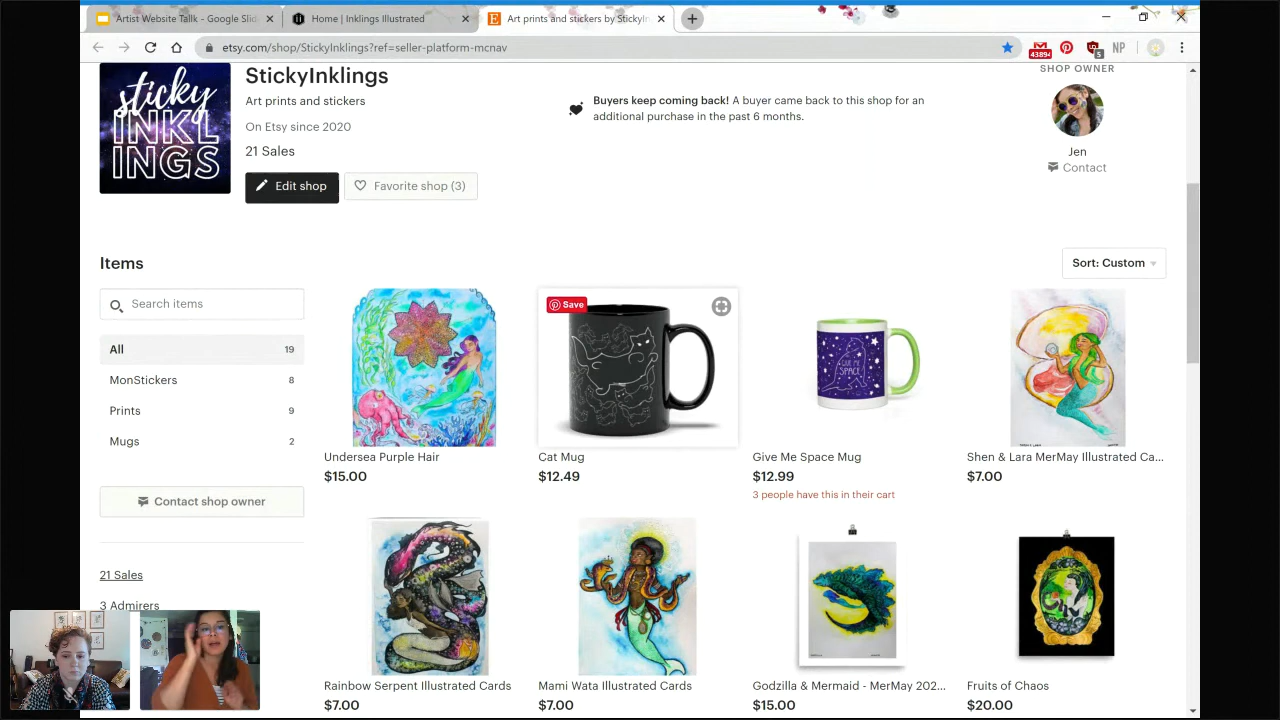 Artist Website Tallk - Google Slid
Home | Inklings Illustrated
Art prints and stickers by StickyIn
etsy.com/shop/StickyInklings?ref=seller-platform-mcnav
43894
5
NP
sticky
INKL
INGS
StickyInklings
Art prints and stickers
On Etsy since 2020
21 Sales
Edit shop
Favorite shop (3)
Buyers keep coming back! A buyer came back to this shop for an
additional purchase in the past 6 months.
SHOP OWNER
Jen
Contact
Items
Sort: Custom
Search items
All 19
MonStickers 8
Prints 9
Mugs 2
Contact shop owner
21 Sales
3 Admirers
Save
GIVE ME
SPACE
Undersea Purple Hair
$15.00
Cat Mug
$12.49
Give Me Space Mug
$12.99
3 people have this in their cart
Shen & Lara MerMay Illustrated Ca...
$7.00
Rainbow Serpent Illustrated Cards
$7.00
Mami Wata Illustrated Cards
$7.00
Godzilla & Mermaid - MerMay 202...
$15.00
Fruits of Chaos
$20.00